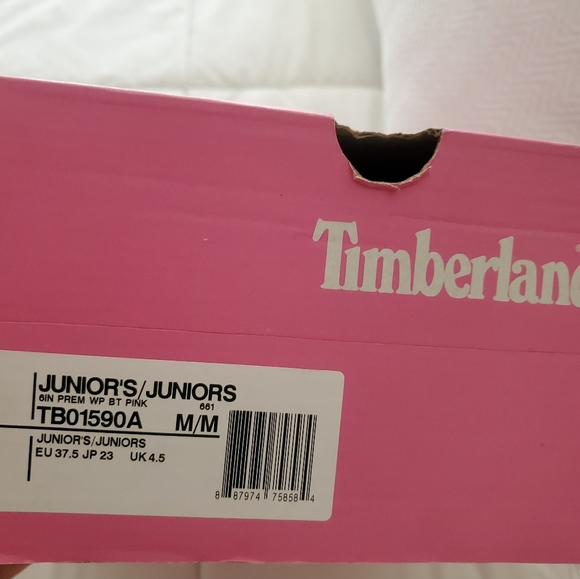 Timberland
JUNIOR'S/JUNIORS
6IN PREM WP BT PINK 661
TB01590A M/M
JUNIOR'S/JUNIORS
EU 37.5 JP 23 UK 4.5
8 87974 75858 4